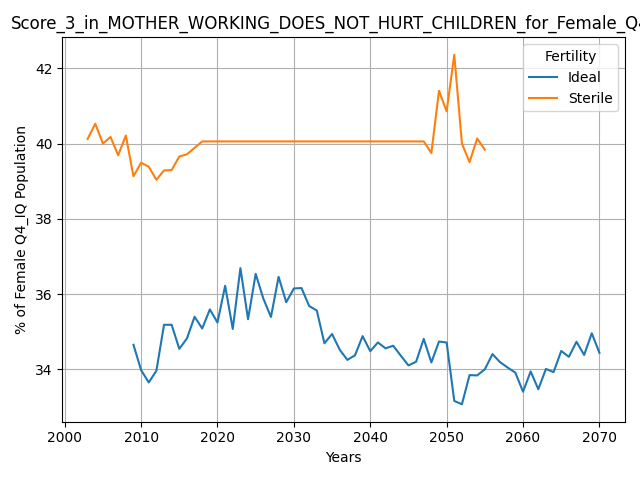 Score_3_in_MOTHER_WORKING_DOES_NOT_HURT_CHILDREN_for_Female_Q4
Fertility
Ideal
Sterile
% of Female Q4_IQ Population
42
40
38
36
34
2000 2010 2020 2030 2040 2050 2060 2070
Years